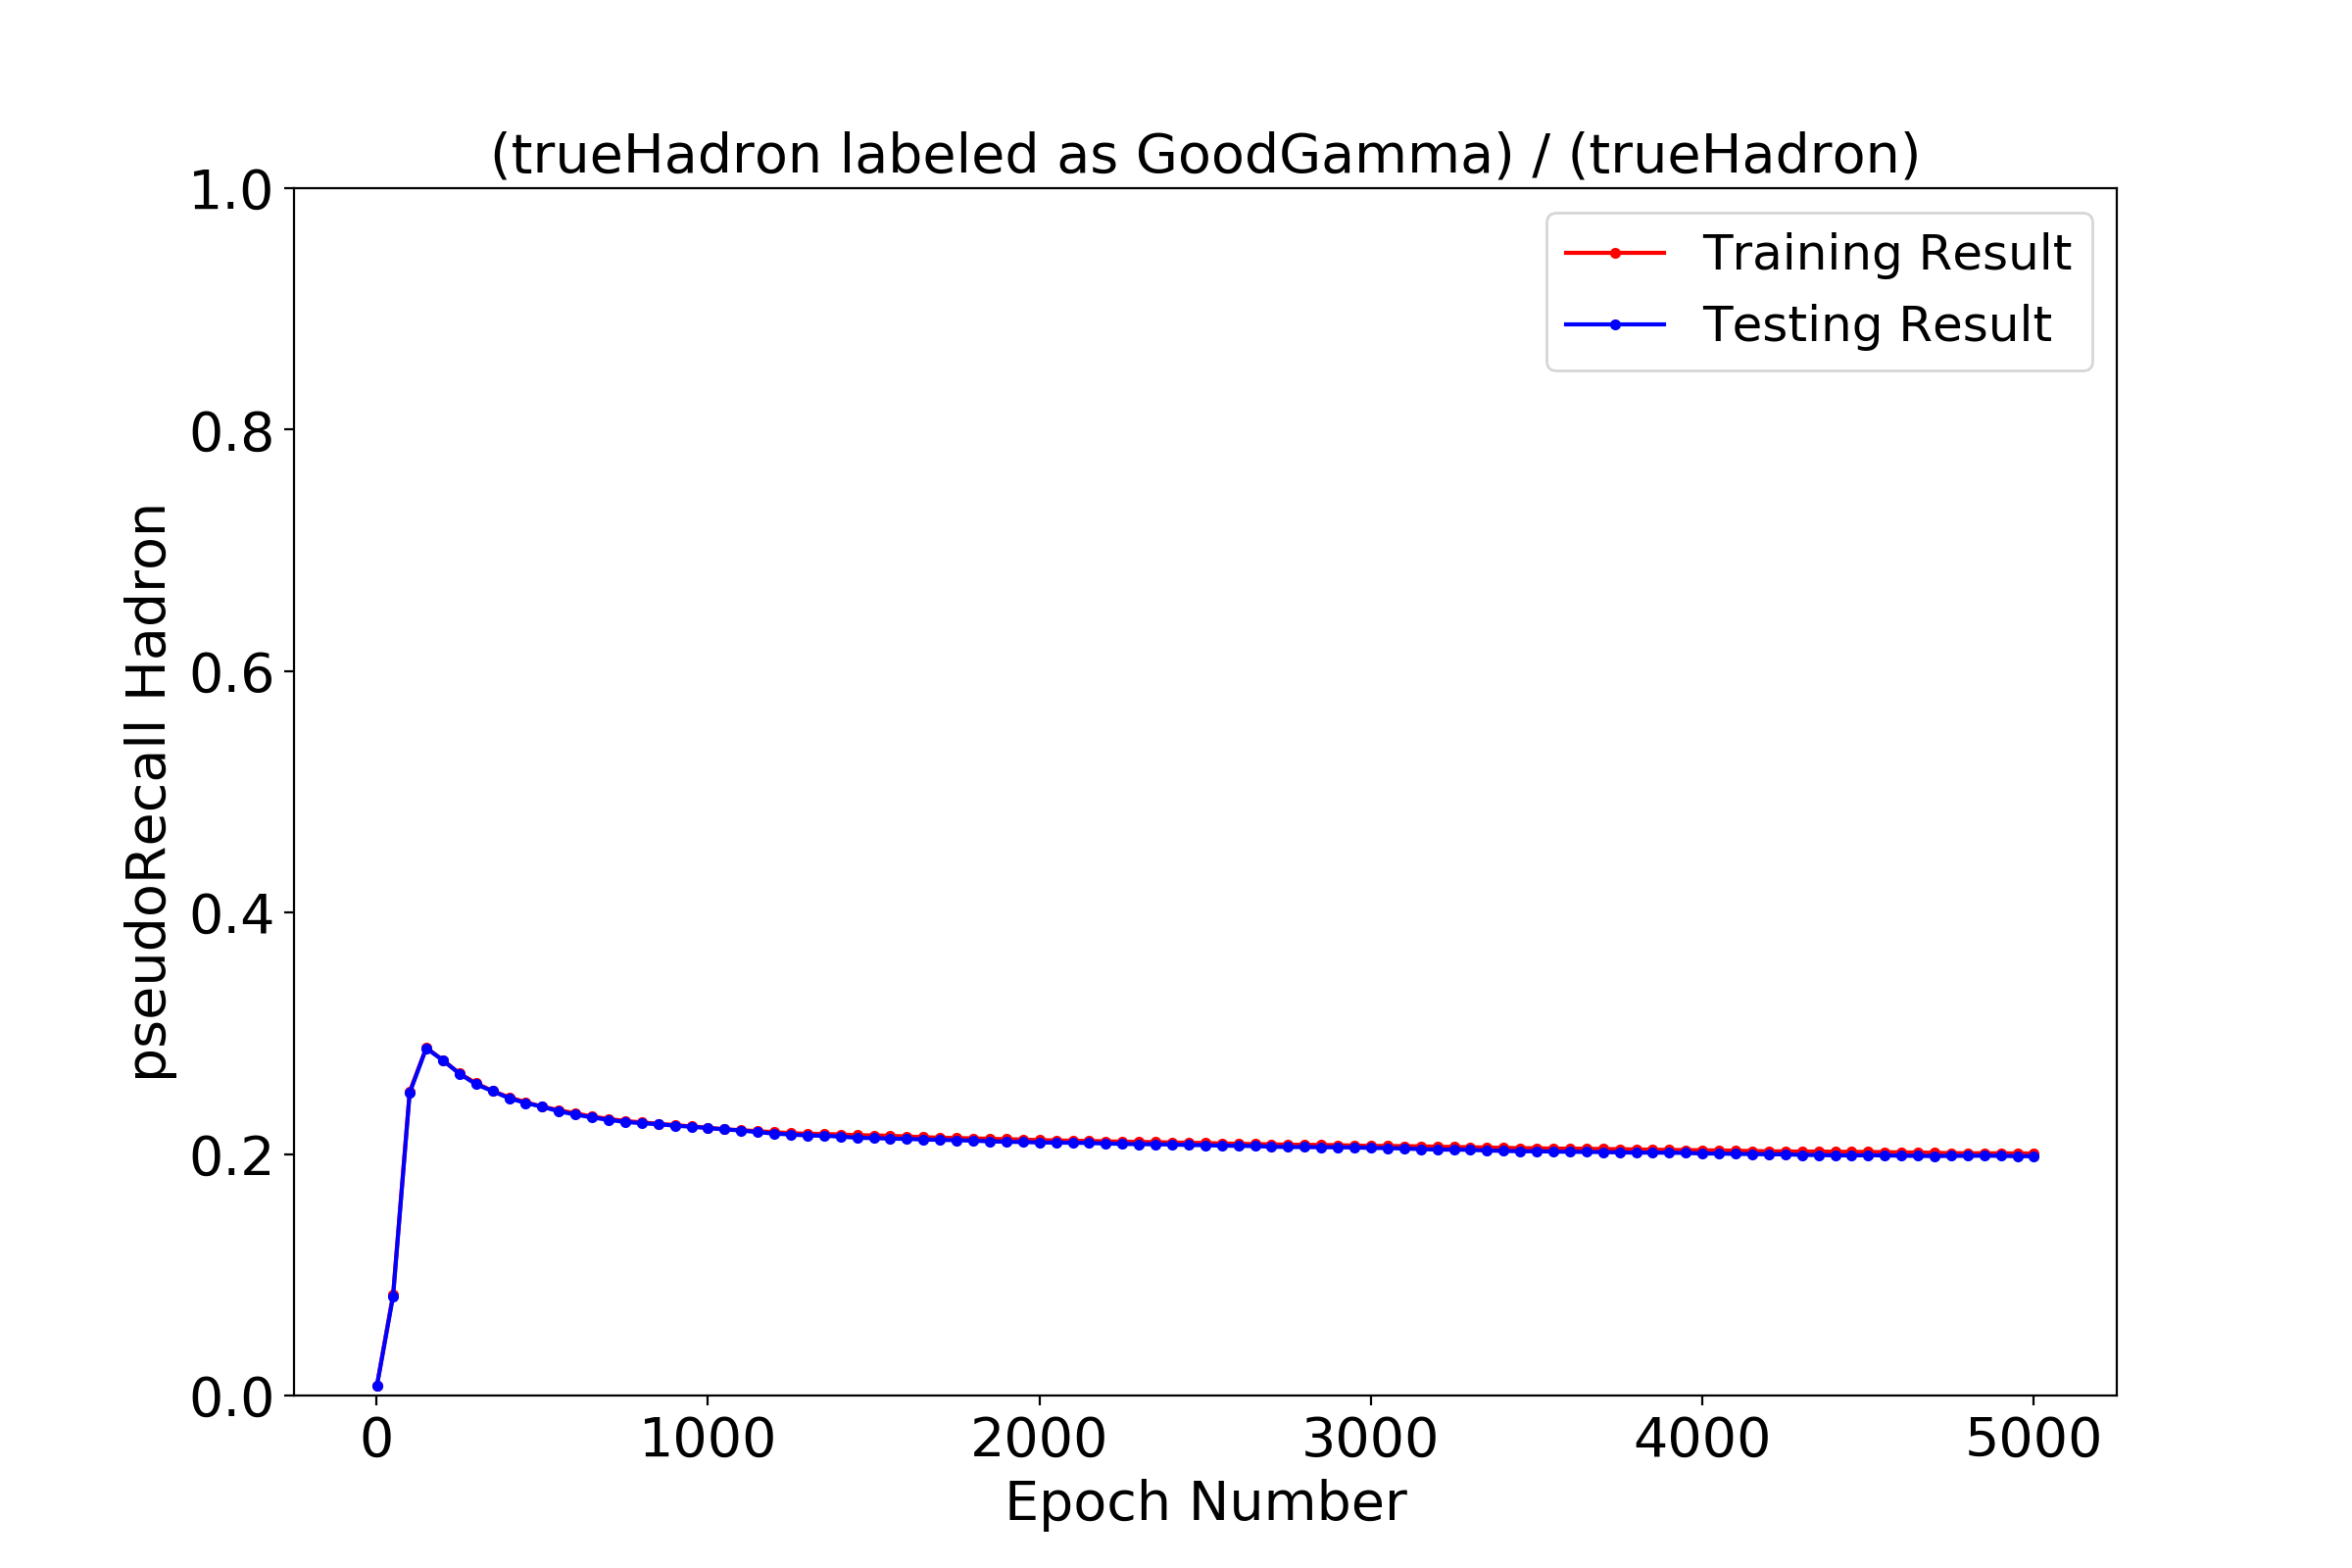 (trueHadron labeled as GoodGamma) / (trueHadron)
1.0
0.8
0.6
0.4
0.2
0.0
pseudoRecall Hadron
Training Result
Testing Result
0 1000 2000 3000 4000 5000
Epoch Number